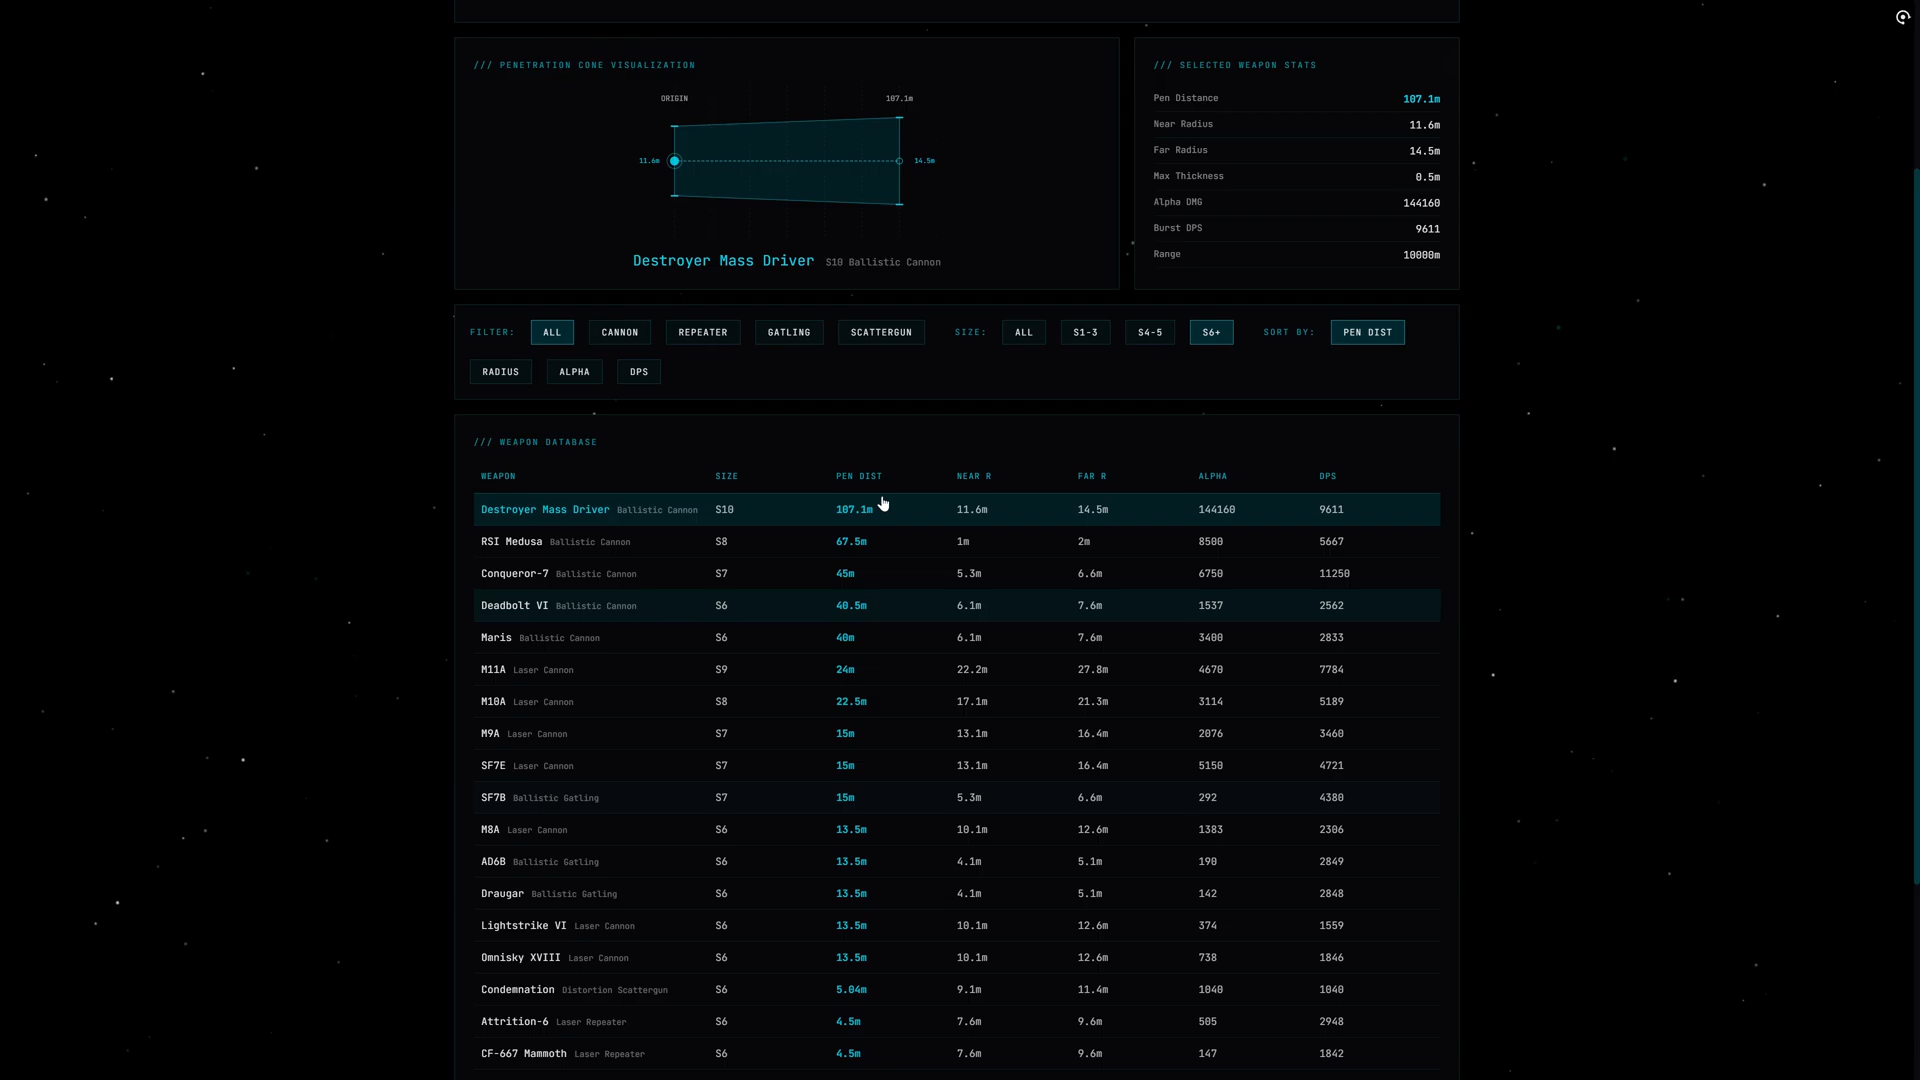 /// PENETRATION CONE VISUALIZATION
ORIGIN 107.1m
11.6m 14.5m
Destroyer Mass Driver S10 Ballistic Cannon
/// SELECTED WEAPON STATS
Pen Distance 107.1m
Near Radius 11.6m
Far Radius 14.5m
Max Thickness 0.5m
Alpha DMG 144160
Burst DPS 9611
Range 10000m
FILTER: ALL CANNON REPEATER GATLING SCATTERGUN SIZE: ALL S1-3 S4-5 S6+ SORT BY: PEN DIST
RADIUS ALPHA DPS
/// WEAPON DATABASE
WEAPON SIZE PEN DIST NEAR R FAR R ALPHA DPS
Destroyer Mass Driver Ballistic Cannon S10 107.1m 11.6m 14.5m 144160 9611
RSI Medusa Ballistic Cannon S8 67.5m 1m 2m 8500 5667
Conqueror-7 Ballistic Cannon S7 45m 5.3m 6.6m 6750 11250
Deadbolt VI Ballistic Cannon S6 40.5m 6.1m 7.6m 1537 2562
Maris Ballistic Cannon S6 40m 6.1m 7.6m 3400 2833
M11A Laser Cannon S9 24m 22.2m 27.8m 4670 7784
M10A Laser Cannon S8 22.5m 17.1m 21.3m 3114 5189
M9A Laser Cannon S7 15m 13.1m 16.4m 2076 3460
SF7E Laser Cannon S7 15m 13.1m 16.4m 5150 4721
SF7B Ballistic Gatling S7 15m 5.3m 6.6m 292 4380
M8A Laser Cannon S6 13.5m 10.1m 12.6m 1383 2306
AD6B Ballistic Gatling S6 13.5m 4.1m 5.1m 190 2849
Draugar Ballistic Gatling S6 13.5m 4.1m 5.1m 142 2848
Lightstrike VI Laser Cannon S6 13.5m 10.1m 12.6m 374 1559
Omnisky XVIII Laser Cannon S6 13.5m 10.1m 12.6m 738 1846
Condemnation Distortion Scattergun S6 5.04m 9.1m 11.4m 1040 1040
Attrition-6 Laser Repeater S6 4.5m 7.6m 9.6m 505 2948
CF-667 Mammoth Laser Repeater S6 4.5m 7.6m 9.6m 147 1842